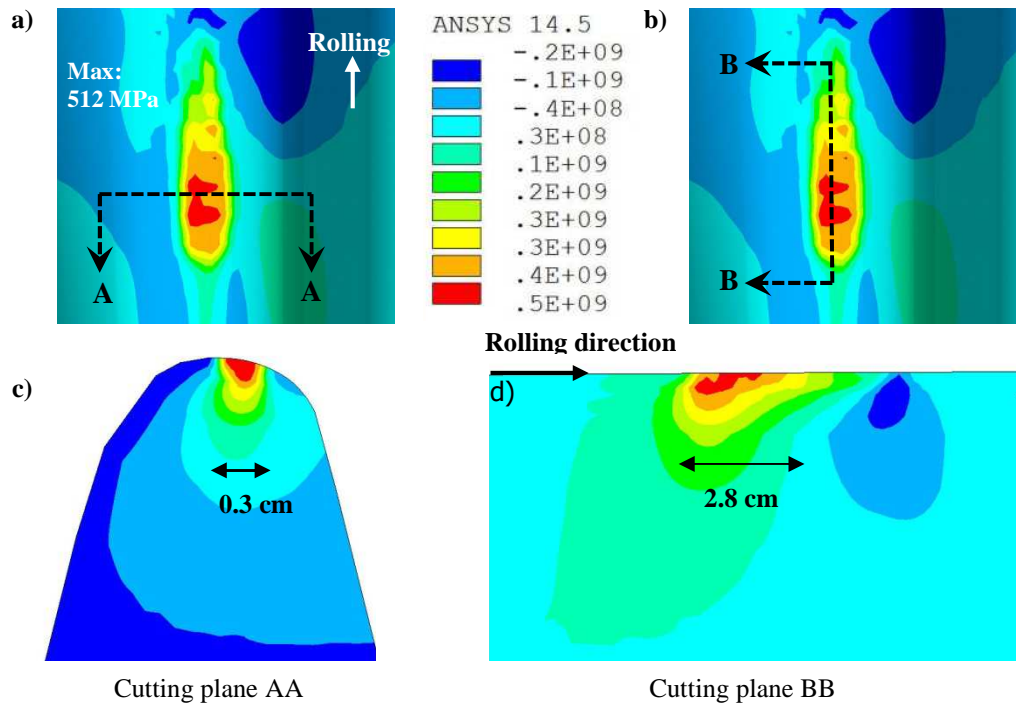 a)
Rolling
Max:
512 MPa
A
A
ANSYS 14.5
-.2E+09
-.1E+09
-.4E+08
.3E+08
.1E+09
.2E+09
.3E+09
.3E+09
.4E+09
.5E+09
b)
B
B
c)
0.3 cm
Cutting plane AA
Rolling direction
d)
2.8 cm
Cutting plane BB